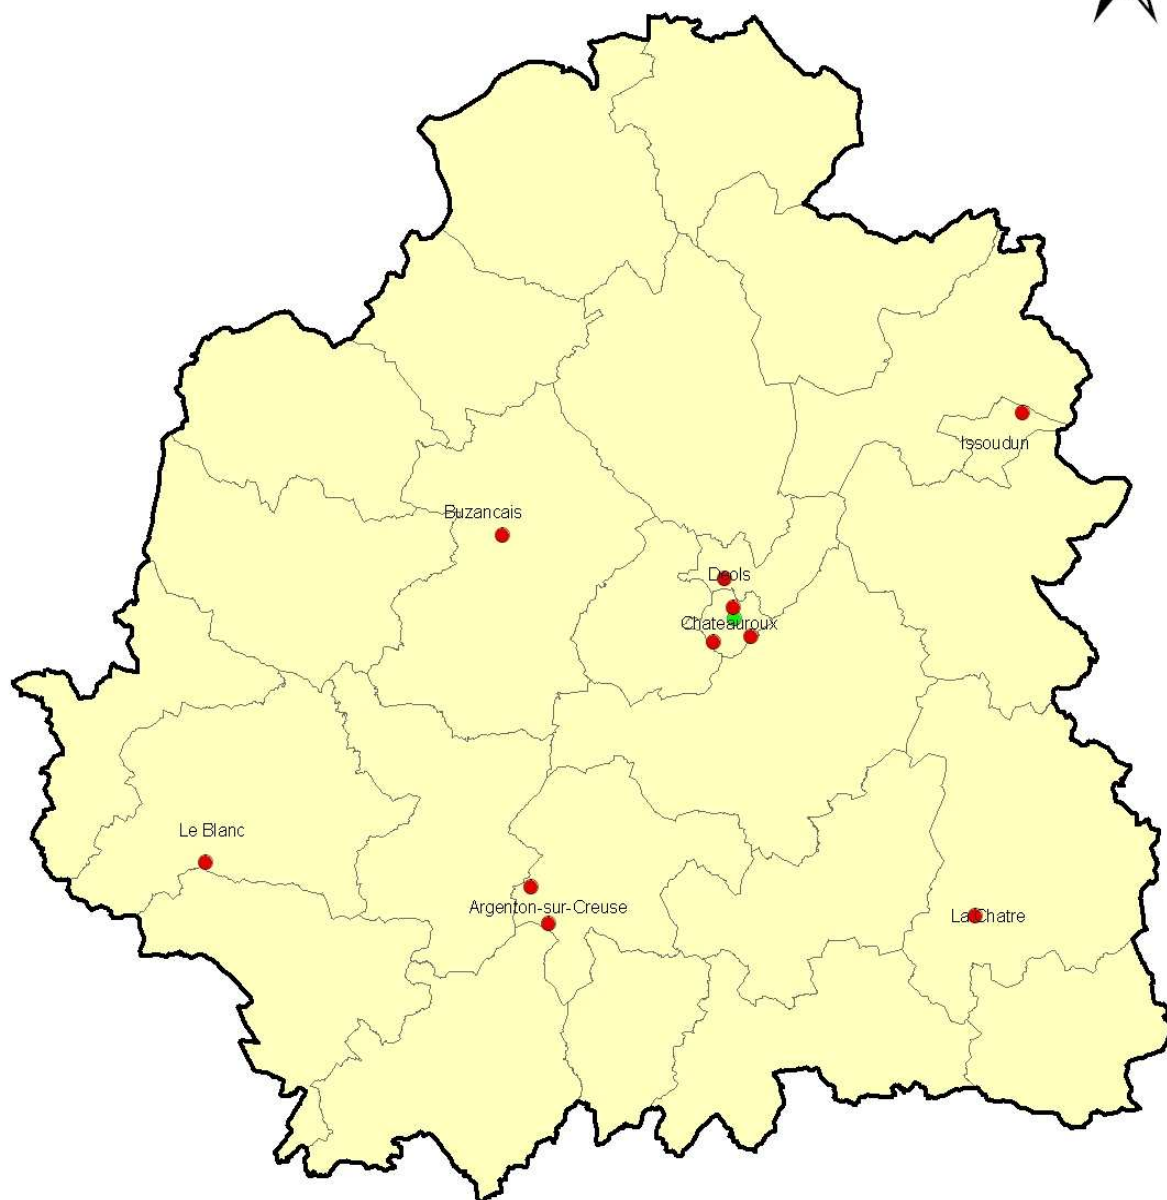 Issoudun
Buzancais
Deols
Chateauroux
Le Blanc
Argenton-sur-Creuse
La Chatre